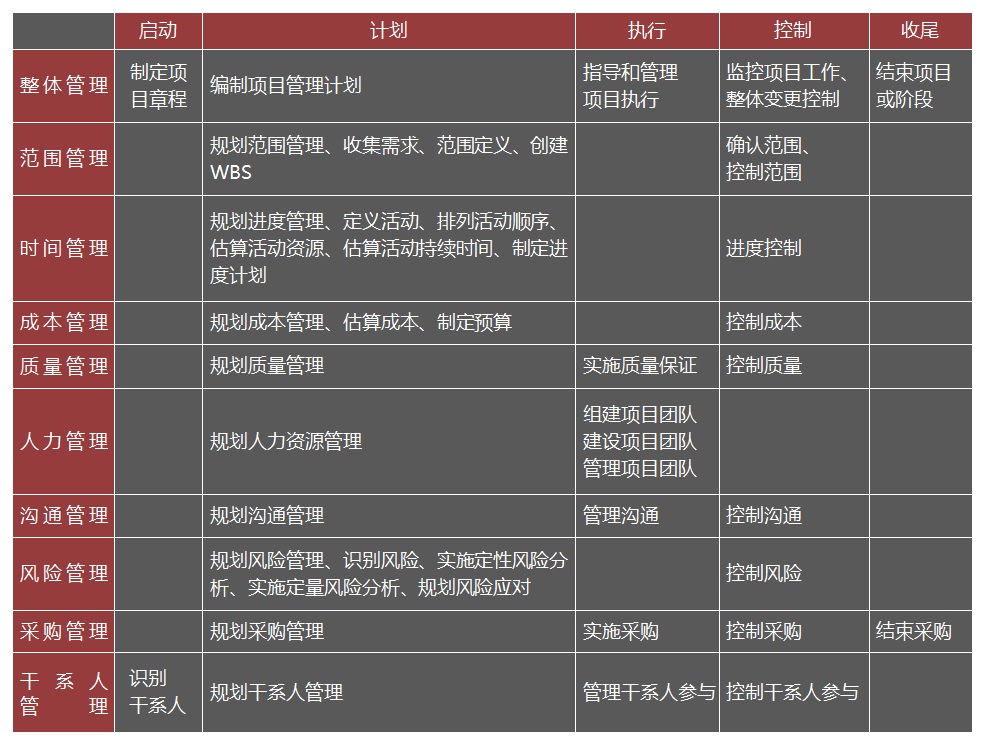 启动 计划 执行 控制 收尾
整体管理
制定项
目章程
编制项目管理计划
指导和管理
项目执行
监控项目工作、
整体变更控制
结束项目
或阶段
范围管理
规划范围管理、收集需求、范围定义、创建
WBS
确认范围、
控制范围
时间管理
规划进度管理、定义活动、排列活动顺序、
估算活动资源、估算活动持续时间、制定进
度计划
进度控制
成本管理
规划成本管理、估算成本、制定预算
控制成本
质量管理
规划质量管理
实施质量保证
控制质量
人力管理
规划人力资源管理
组建项目团队
建设项目团队
管理项目团队
沟通管理
规划沟通管理
管理沟通
控制沟通
风险管理
规划风险管理、识别风险、实施定性风险分
析、实施定量风险分析、规划风险应对
控制风险
采购管理
规划采购管理
实施采购
控制采购
结束采购
干系人
管理
识别
干系人
规划干系人管理
管理干系人参与
控制干系人参与